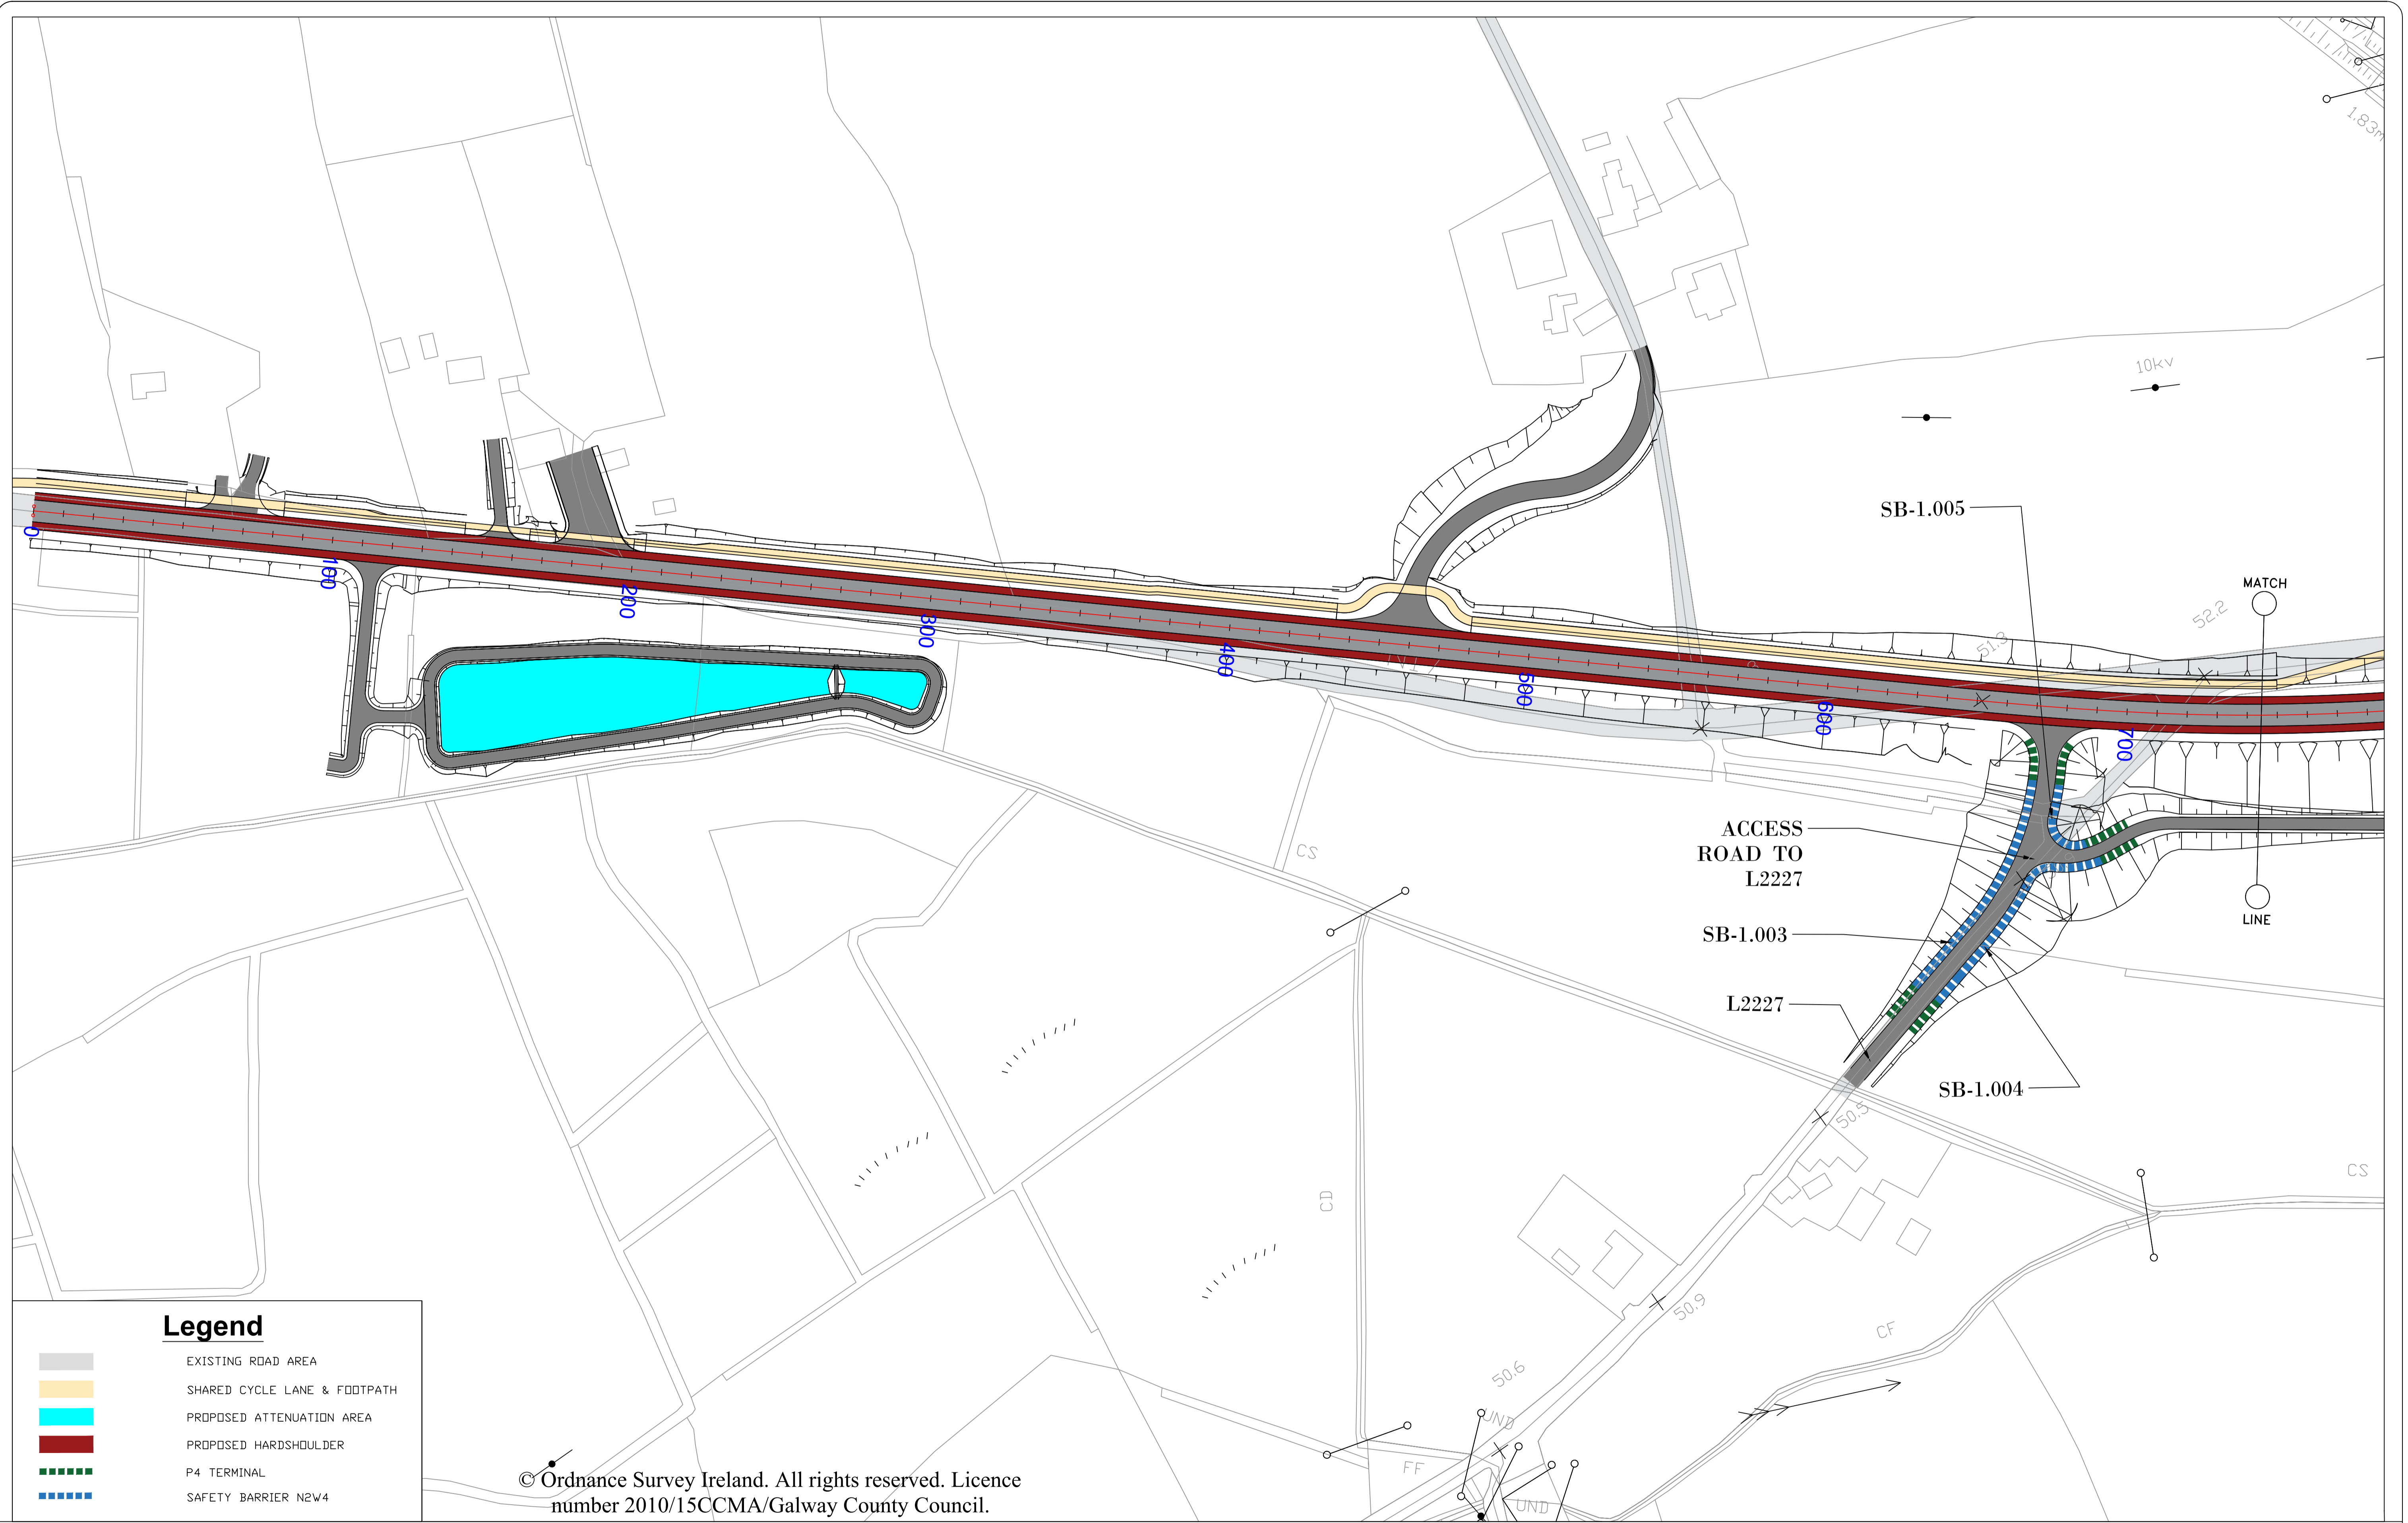 1.83m
10kv
SB-1.005
0
100
200
300
400
500
600
700
MATCH
52.2
51.3
ACCESS
ROAD TO
L2227
LINE
CS
SB-1.003
L2227
SB-1.004
50.5
CD
CS
50.9
CF
50.6
UND
FF
UND
Legend
EXISTING ROAD AREA
SHARED CYCLE LANE & FOOTPATH
PROPOSED ATTENUATION AREA
PROPOSED HARDSHOULDER
P4 TERMINAL
SAFETY BARRIER N2W4
© Ordnance Survey Ireland. All rights reserved. Licence
number 2010/15CCMA/Galway County Council.